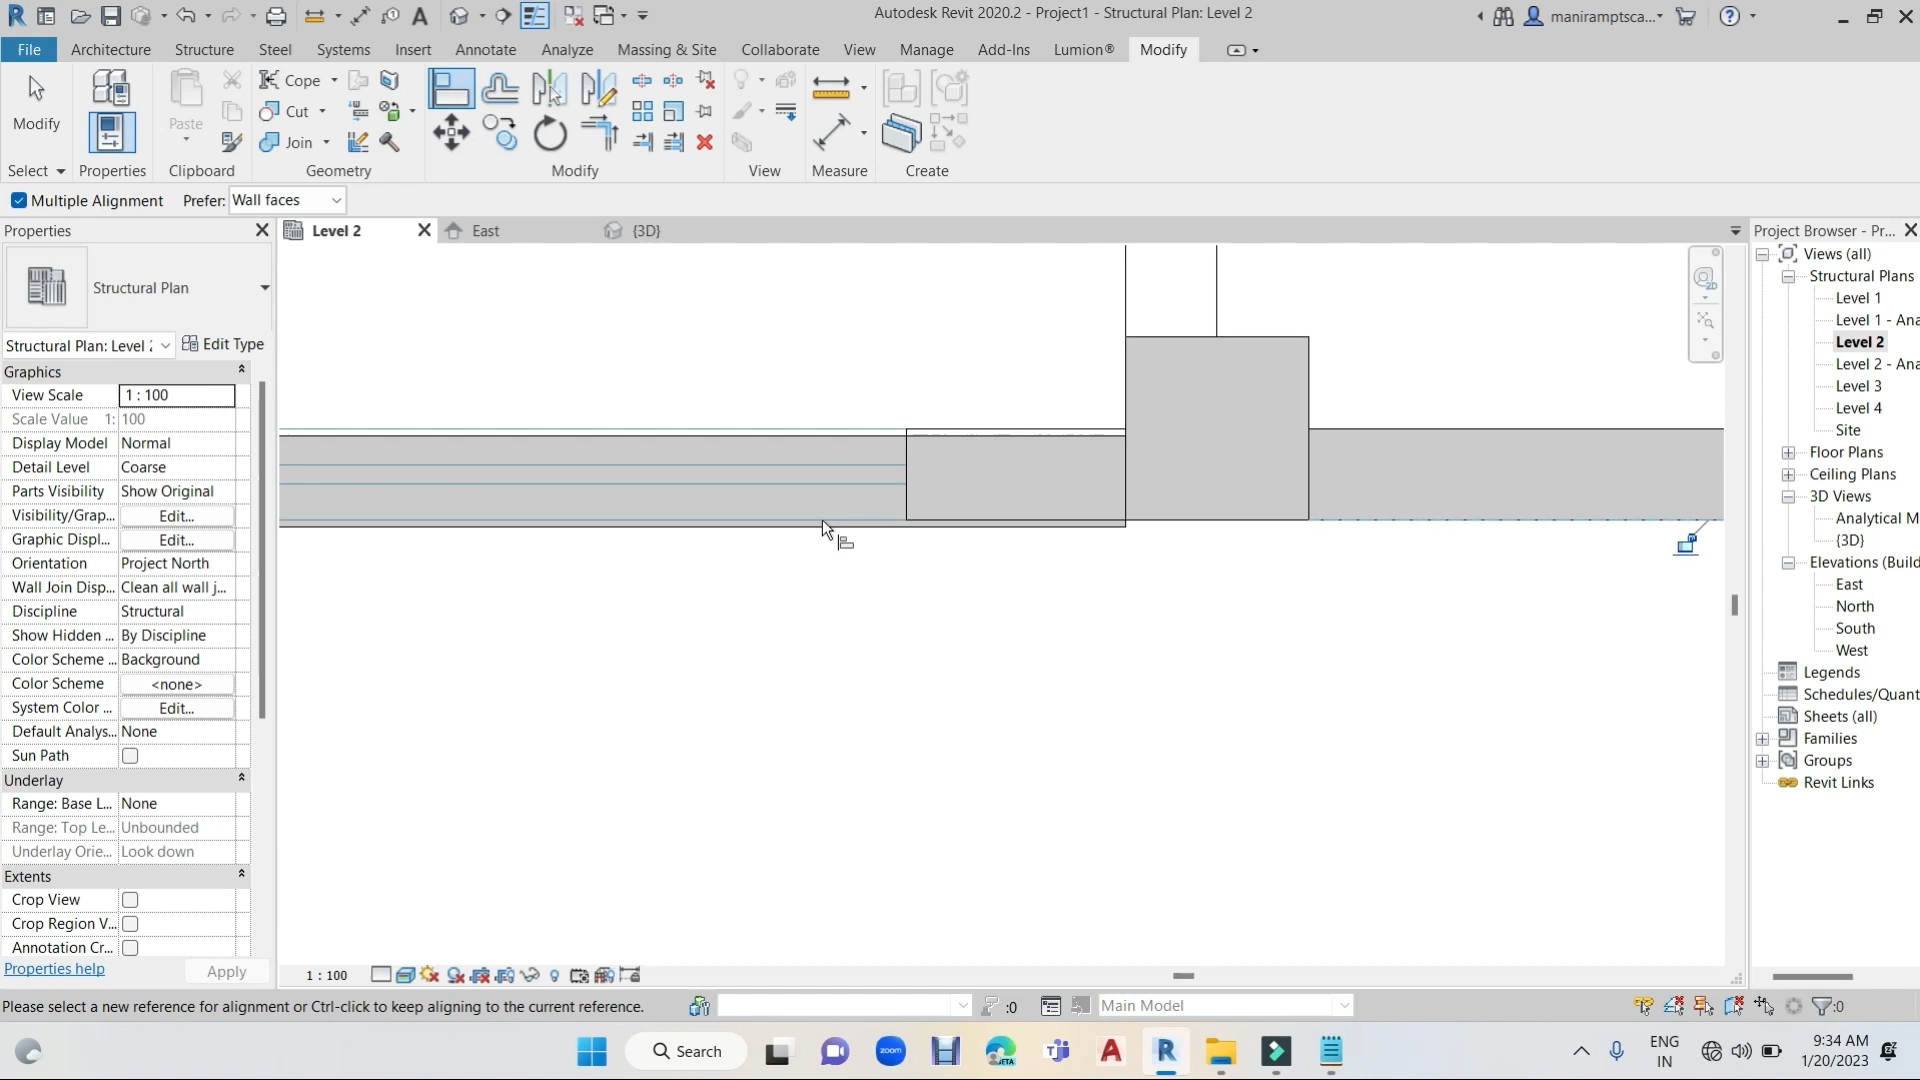 Autodesk Revit 2020.2 - Project1 - Structural Plan: Level 2
maniramptsca...
File Architecture Structure Steel Systems Insert Annotate Analyze Massing & Site Collaborate View Manage Add-Ins Lumion® Modify
Modify
Paste
Cope
Cut
Join
Select Properties Clipboard Geometry Modify View Measure Create
Multiple Alignment Prefer: Wall faces
Properties
Structural Plan
Structural Plan: Level 2
Edit Type
Graphics
View Scale 1 : 100
Scale Value 1: 100
Display Model Normal
Detail Level Coarse
Parts Visibility Show Original
Visibility/Grap... Edit...
Graphic Displ... Edit...
Orientation Project North
Wall Join Disp... Clean all wall j...
Discipline Structural
Show Hidden ... By Discipline
Color Scheme ... Background
Color Scheme <none>
System Color ... Edit...
Default Analys... None
Sun Path
Underlay
Range: Base L... None
Range: Top Le... Unbounded
Underlay Orie... Look down
Extents
Crop View
Crop Region V...
Annotation Cr...
Properties help
Apply
Level 2 East {3D}
2D
1 : 100
Project Browser - Pr...
Views (all)
Structural Plans
Level 1
Level 1 - Ana
Level 2
Level 2 - Ana
Level 3
Level 4
Site
Floor Plans
Ceiling Plans
3D Views
Analytical M
{3D}
Elevations (Build
East
North
South
West
Legends
Schedules/Quant
Sheets (all)
Families
Groups
Revit Links
Please select a new reference for alignment or Ctrl-click to keep aligning to the current reference.
:0
Main Model
:0
Search
zoom
BETA
ENG
IN
9:34 AM
1/20/2023